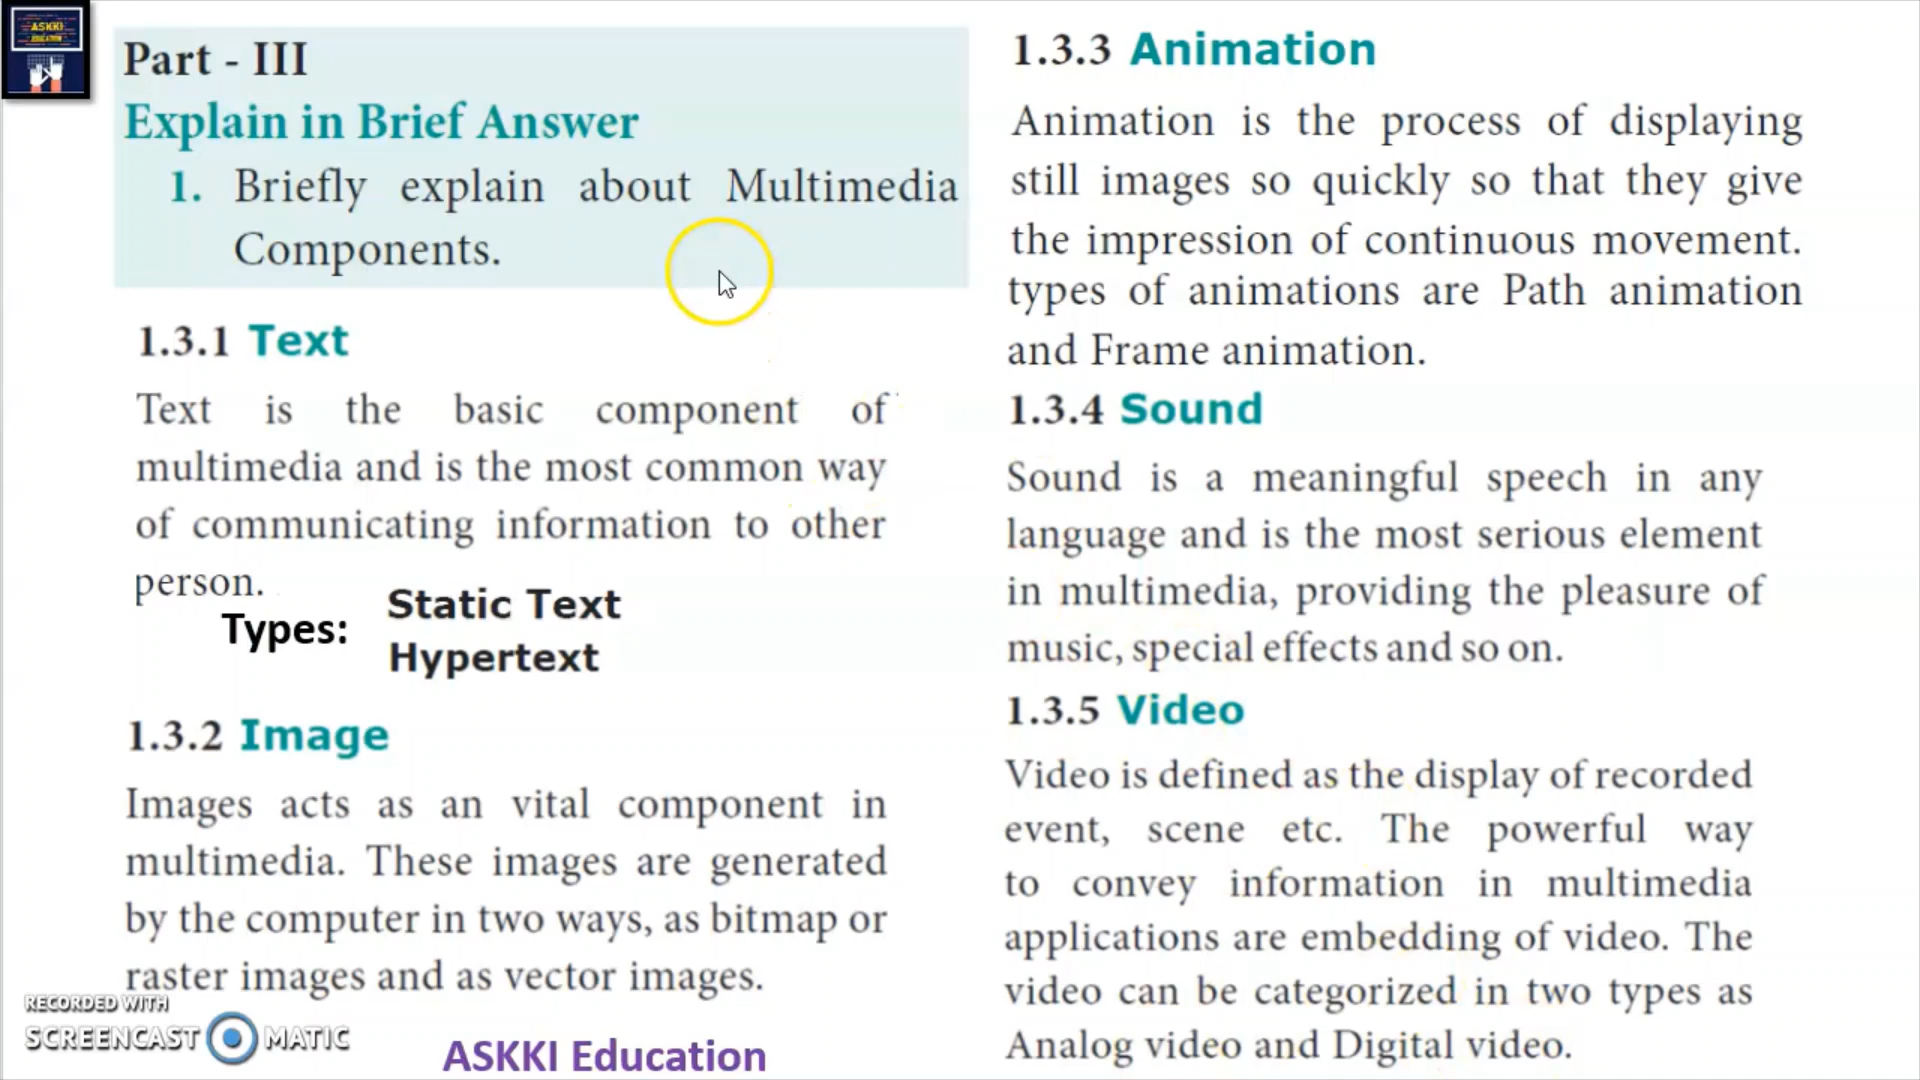 ASKKI
EDUCATION
Part - III
Explain in Brief Answer
1. Briefly explain about Multimedia
Components.
1.3.1 Text
Text is the basic component of
multimedia and is the most common way
of communicating information to other
person.
Types: Static Text
Hypertext
1.3.2 Image
Images acts as an vital component in
multimedia. These images are generated
by the computer in two ways, as bitmap or
raster images and as vector images.
1.3.3 Animation
Animation is the process of displaying
still images so quickly so that they give
the impression of continuous movement.
types of animations are Path animation
and Frame animation.
1.3.4 Sound
Sound is a meaningful speech in any
language and is the most serious element
in multimedia, providing the pleasure of
music, special effects and so on.
1.3.5 Video
Video is defined as the display of recorded
event, scene etc. The powerful way
to convey information in multimedia
applications are embedding of video. The
video can be categorized in two types as
Analog video and Digital video.
RECORDED WITH
SCREENCAST MATIC
ASKKI Education